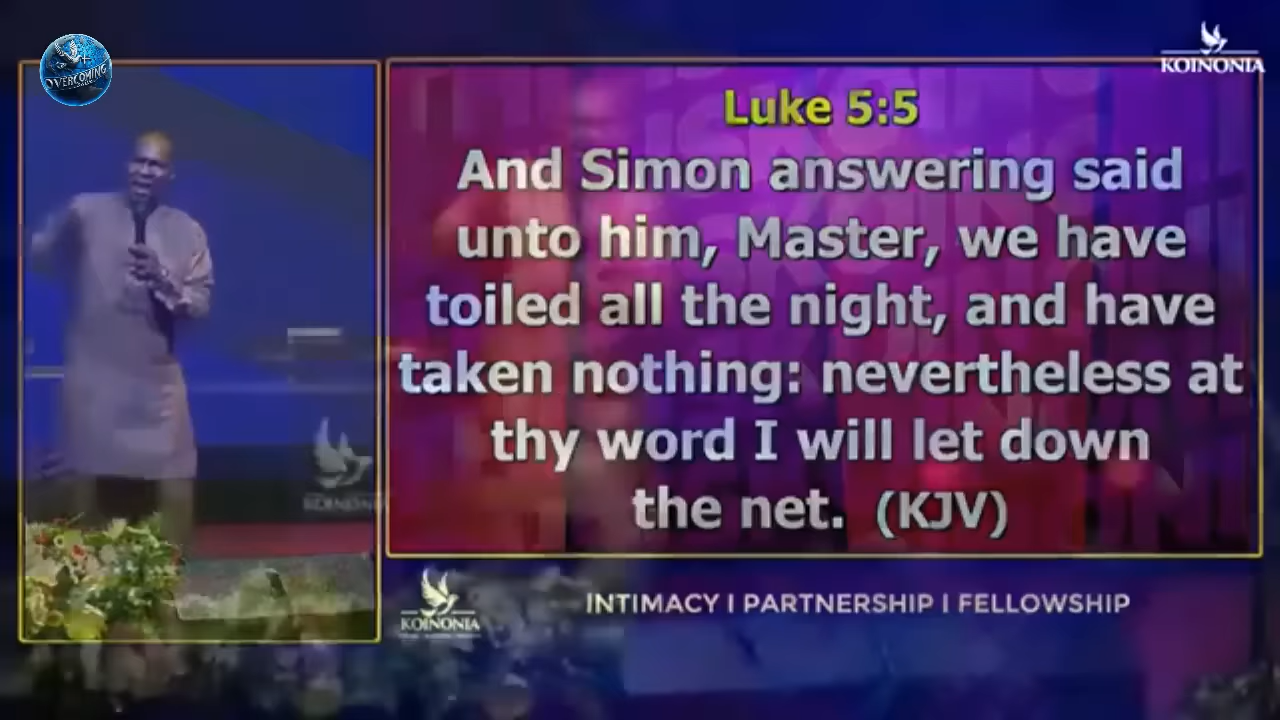 OVERCOMING
KOINONIA
Luke 5:5
And Simon answering said
unto him, Master, we have
toiled all the night, and have
taken nothing: nevertheless at
thy word I will let down
the net. (KJV)
KOINONIA
KOINONIA
INTIMACY I PARTNERSHIP I FELLOWSHIP